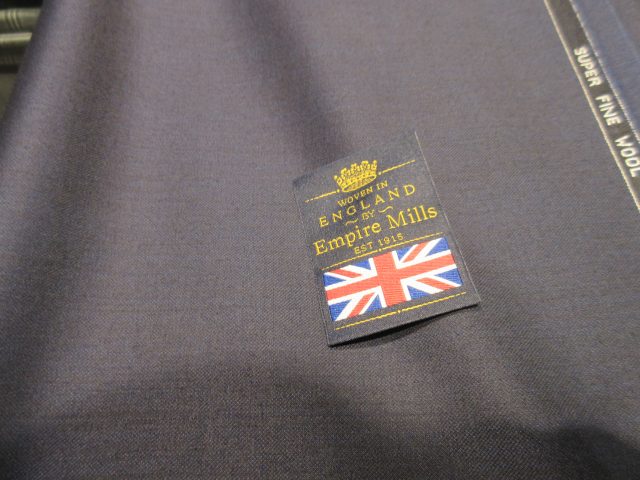 WOVEN IN
ENGLAND
BY
Empire Mills
EST 1915
SUPER FINE WOOL